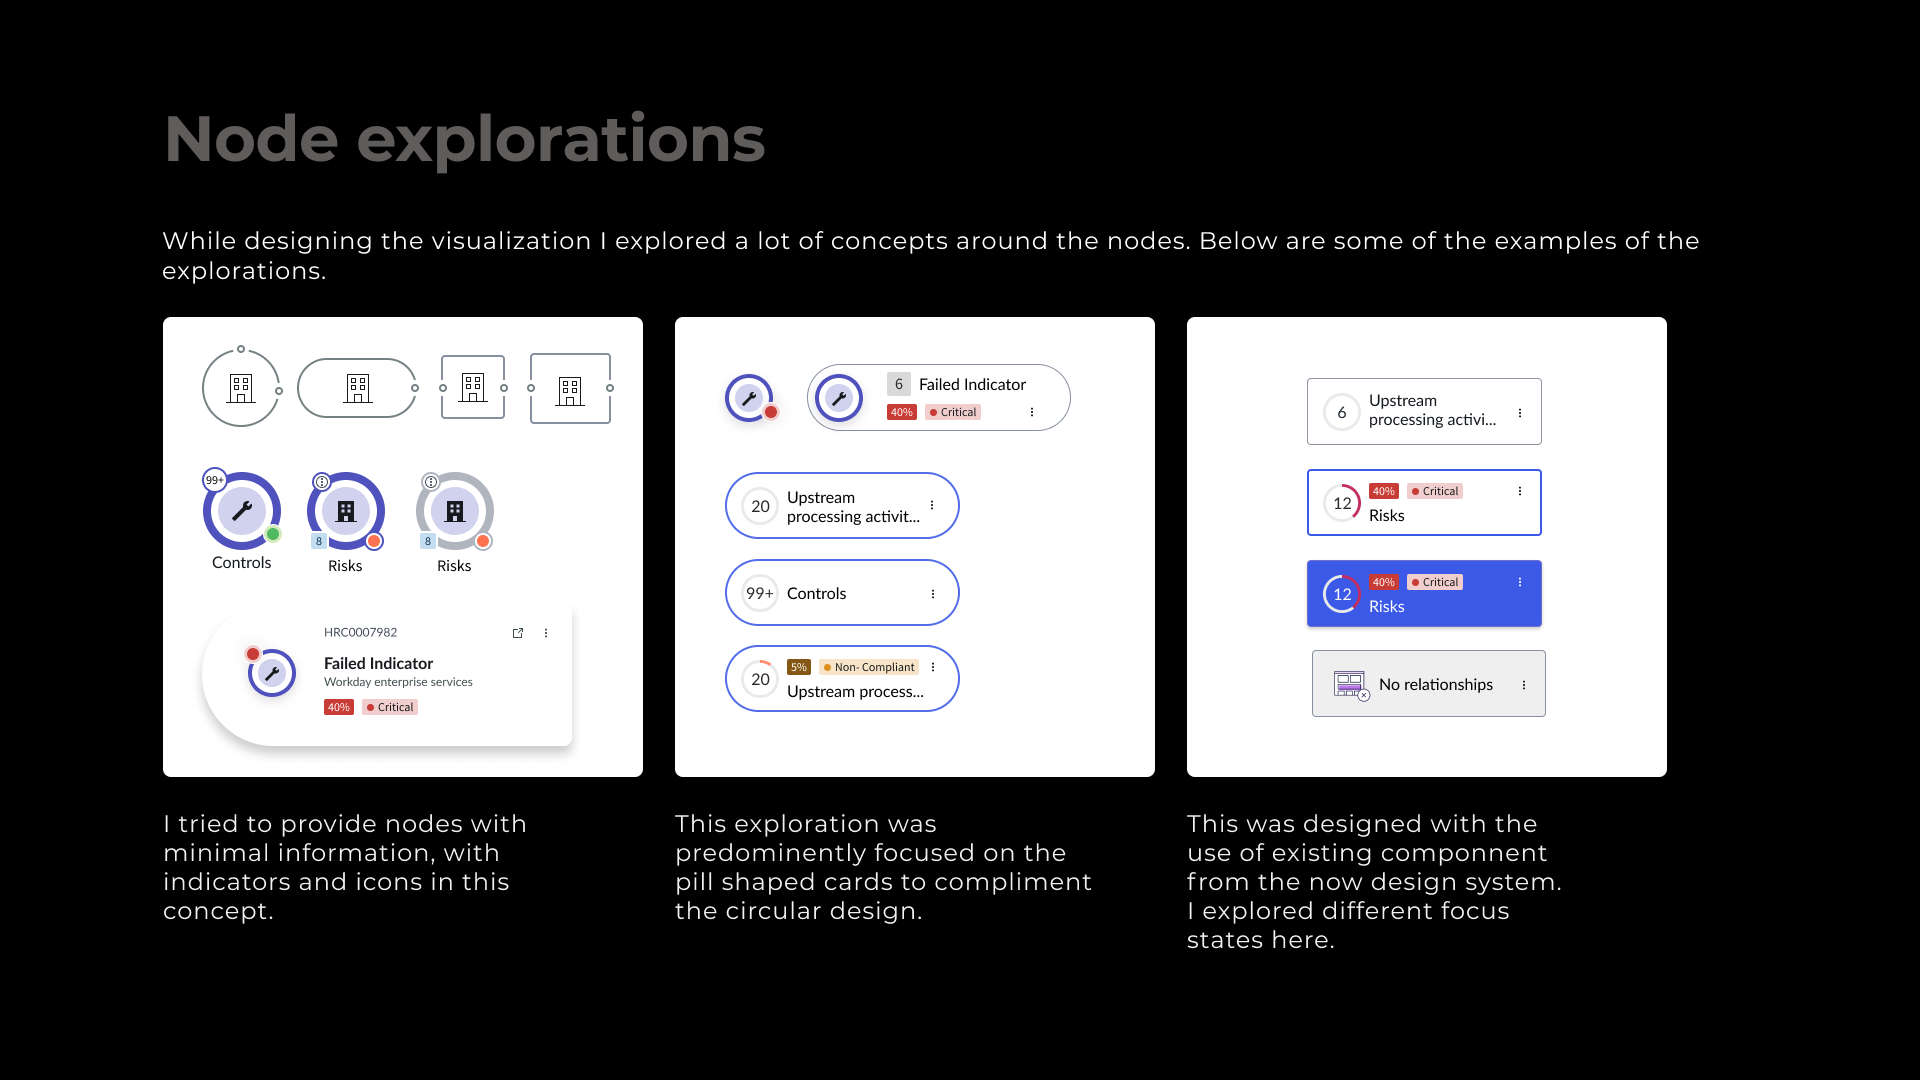 Node explorations
While designing the visualization I explored a lot of concepts around the nodes. Below are some of the examples of the
explorations.
99+
Controls
8
Risks
8
Risks
HRC0007982
Failed Indicator
Workday enterprise services
40% Critical
6 Failed Indicator
40% Critical
20 Upstream
processing activit...
99+ Controls
5% Non- Compliant
20 Upstream process...
6 Upstream
processing activi...
40% Critical
12 Risks
40% Critical
12 Risks
No relationships
I tried to provide nodes with
minimal information, with
indicators and icons in this
concept.
This exploration was
predominently focused on the
pill shaped cards to compliment
the circular design.
This was designed with the
use of existing componnent
from the now design system.
I explored different focus
states here.